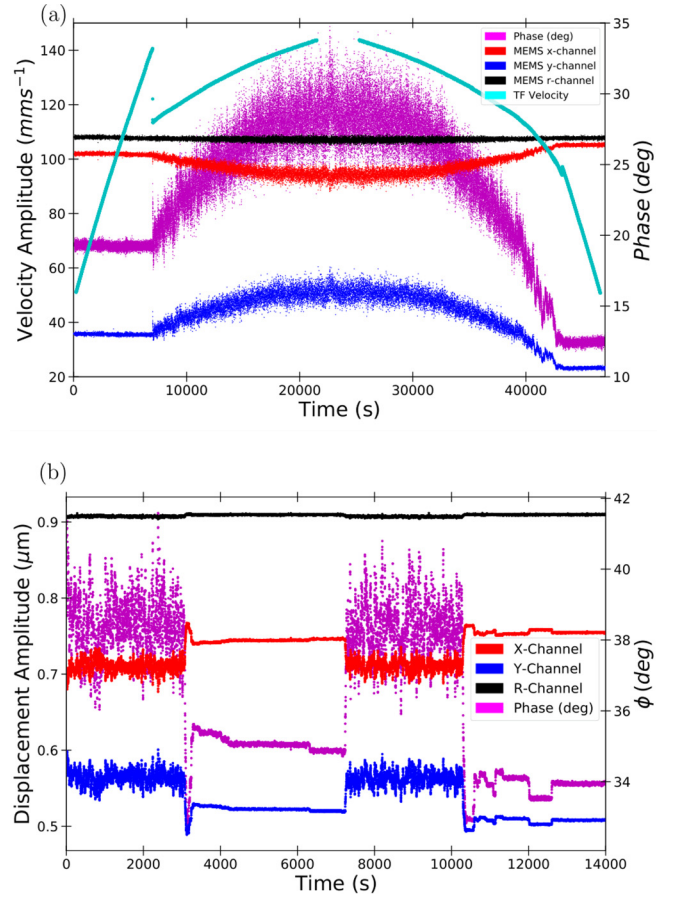 (a)
Velocity Amplitude (mms⁻¹)
140
120
100
80
60
40
20
35
30
25
20
15
10
Phase (deg)
Phase (deg)
MEMS x-channel
MEMS y-channel
MEMS r-channel
TF Velocity
0 10000 20000 30000 40000
Time (s)
(b)
Displacement Amplitude (μm)
0.9
0.8
0.7
0.6
0.5
42
40
38
36
34
ϕ (deg)
X-Channel
Y-Channel
R-Channel
Phase (deg)
0 2000 4000 6000 8000 10000 12000 14000
Time (s)